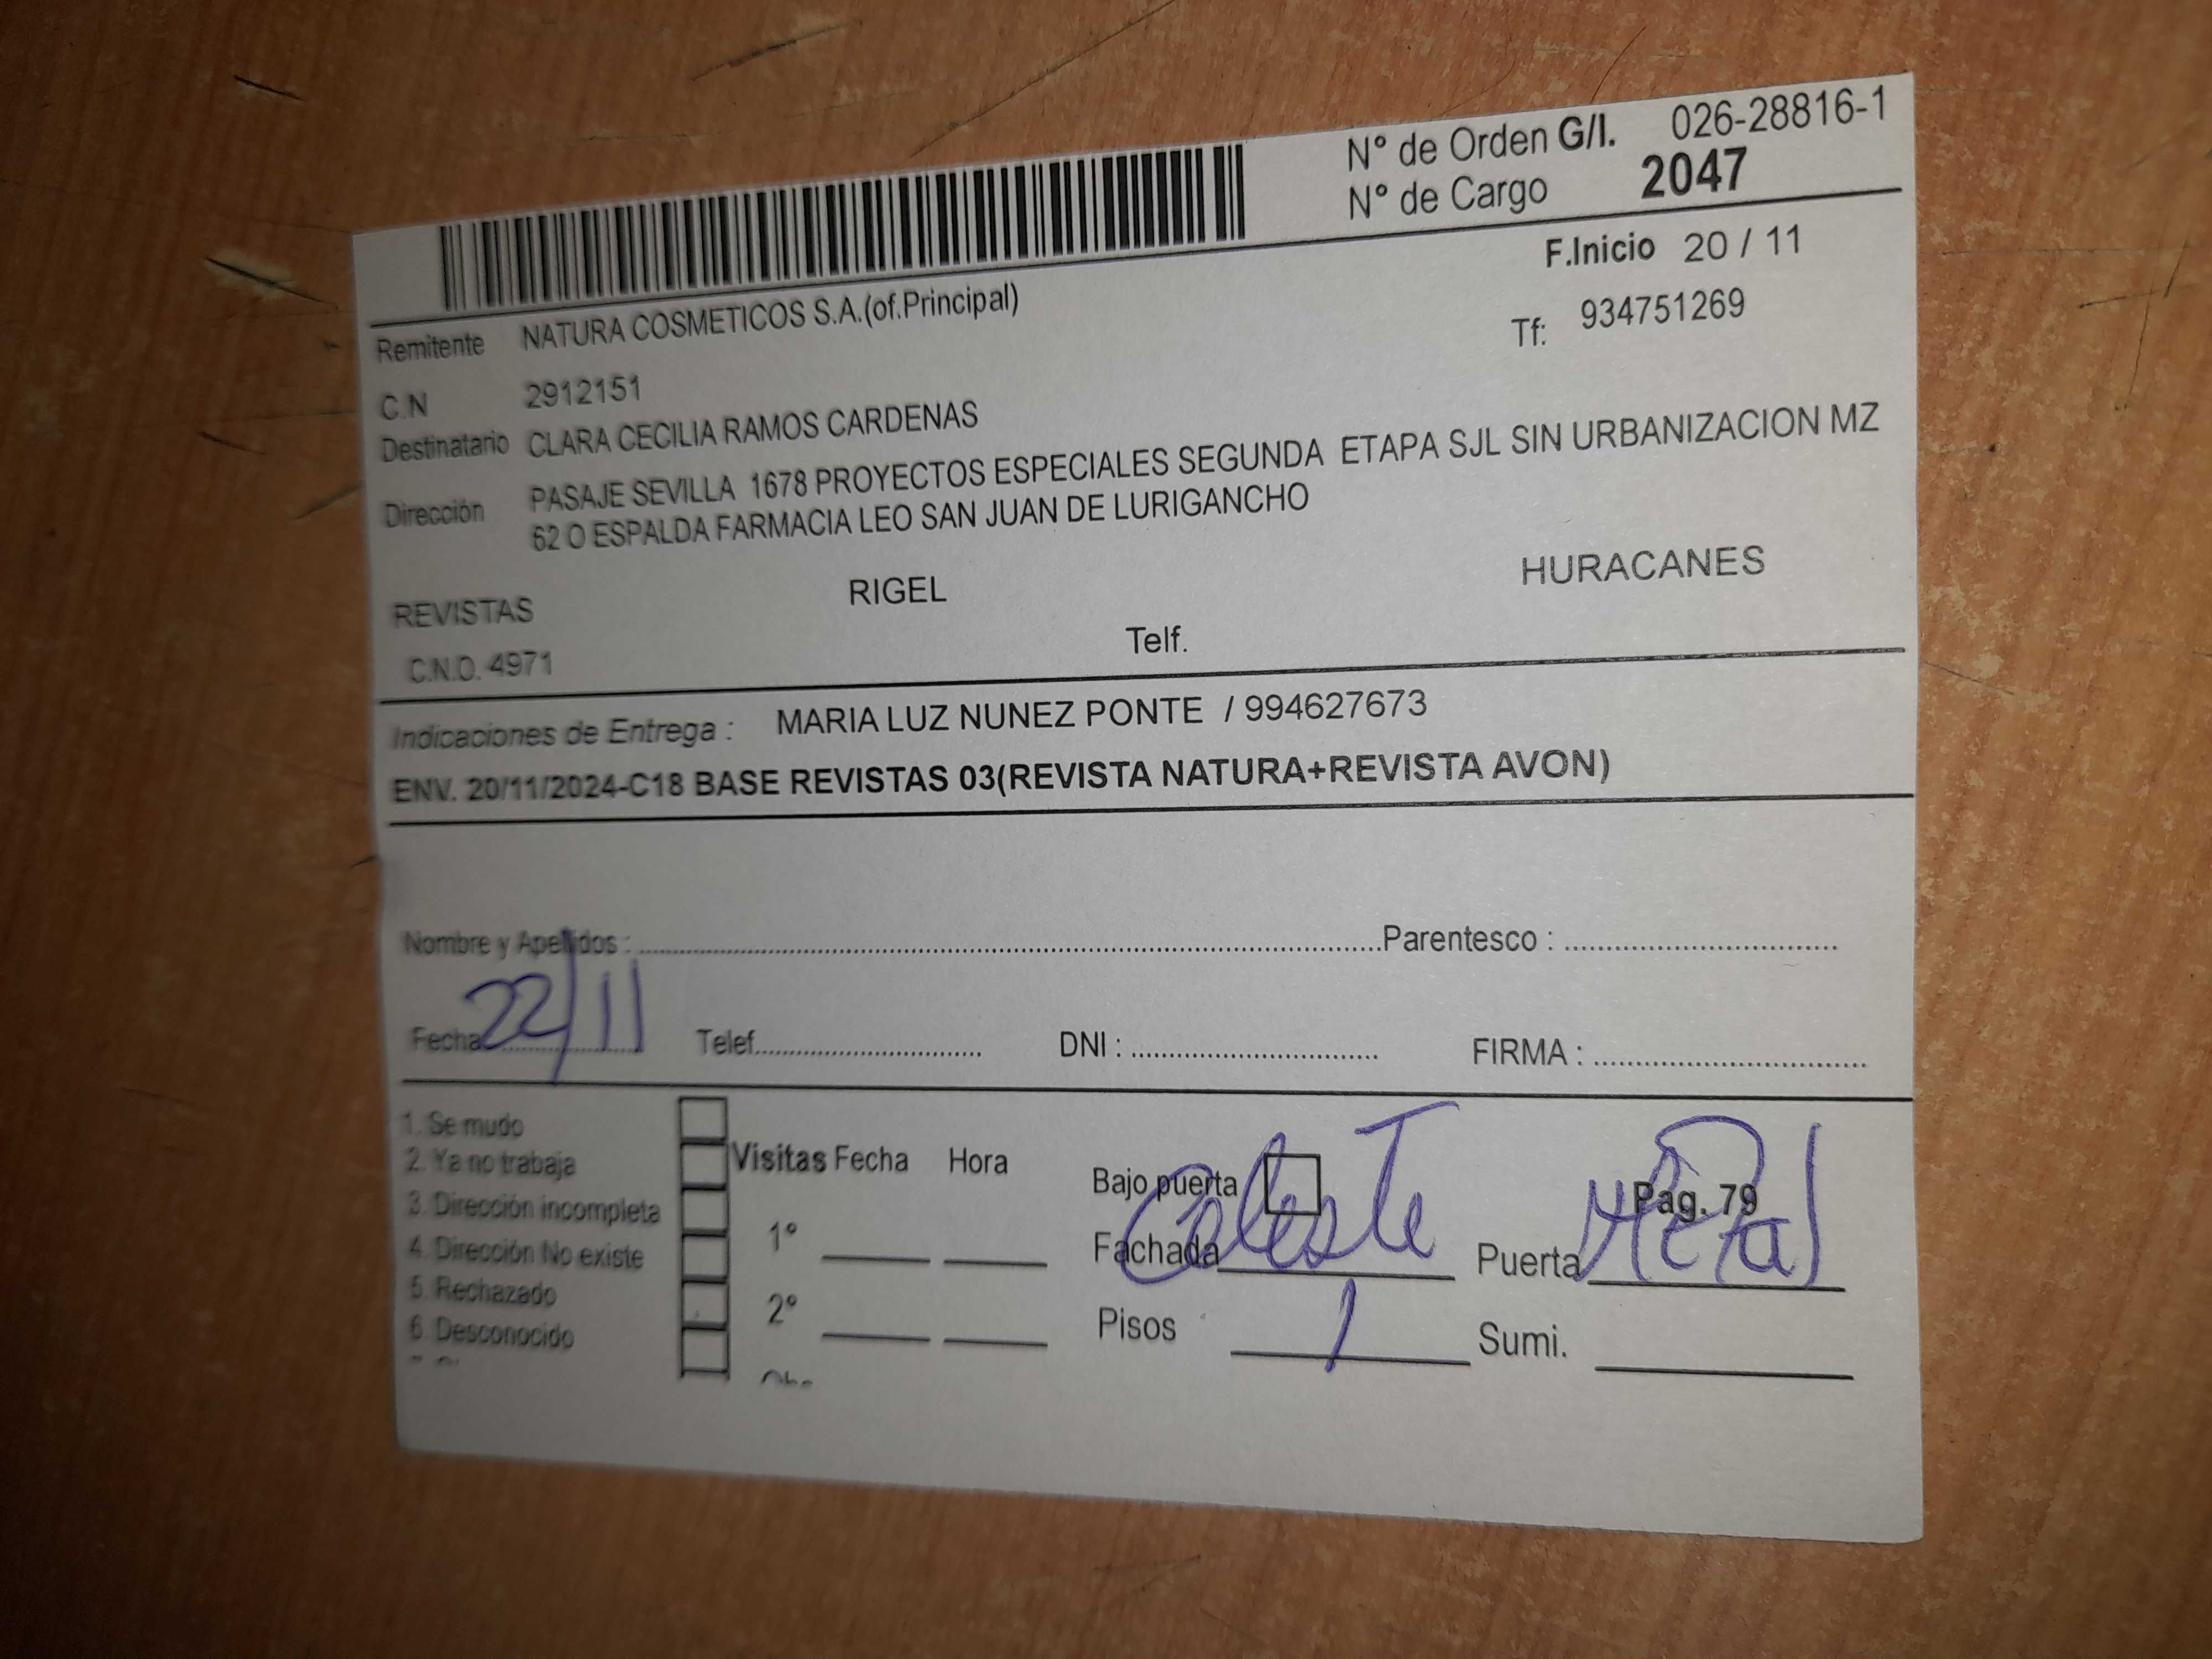 N° de Orden G/I. 026-28816-1
N° de Cargo 2047
F.Inicio 20 / 11
Remitente NATURA COSMETICOS S.A.(of.Principal)
Tf: 934751269
C.N 2912151
Destinatario CLARA CECILIA RAMOS CARDENAS
Dirección PASAJE SEVILLA 1678 PROYECTOS ESPECIALES SEGUNDA ETAPA SJL SIN URBANIZACION MZ
62 O ESPALDA FARMACIA LEO SAN JUAN DE LURIGANCHO
REVISTAS RIGEL HURACANES
C.N.O. 4971 Telf.
Indicaciones de Entrega : MARIA LUZ NUNEZ PONTE / 994627673
ENV. 20/11/2024-C18 BASE REVISTAS 03(REVISTA NATURA+REVISTA AVON)
Nombre y Apellidos : Parentesco :
Fecha 22/11 Telef. DNI : FIRMA :
1. Se mudo
2. Ya no trabaja
3. Dirección incompleta
4. Dirección No existe
5. Rechazado
6. Desconocido
Visitas Fecha Hora
1°
2°
Bajo puerta
Pag. 79
Fachada Celeste Puerta Metal
Pisos 1 Sumi.